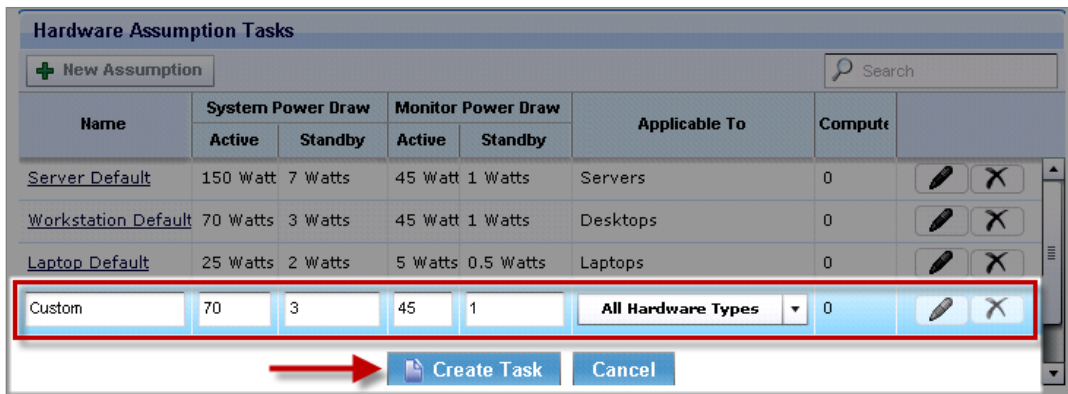 Hardware Assumption Tasks
New Assumption
Search
Name System Power Draw Monitor Power Draw Applicable To Compute
Active Standby Active Standby
Server Default 150 Watt 7 Watts 45 Watt 1 Watts Servers 0
Workstation Default 70 Watts 3 Watts 45 Watt 1 Watts Desktops 0
Laptop Default 25 Watts 2 Watts 5 Watts 0.5 Watts Laptops 0
Custom 70 3 45 1 All Hardware Types 0
Create Task Cancel